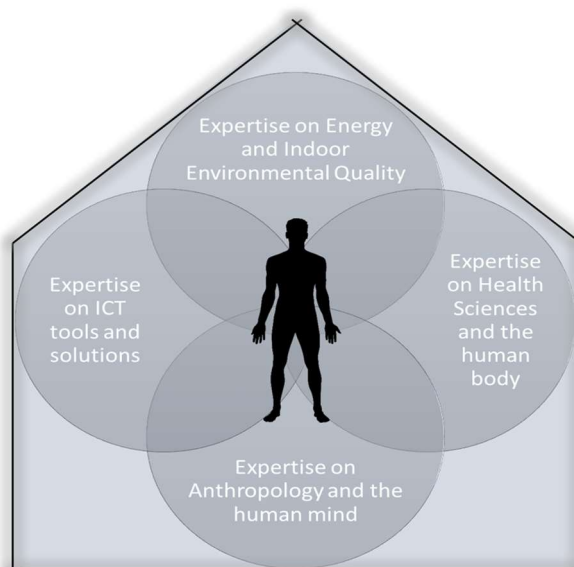 Expertise on Energy
and Indoor
Environmental Quality
Expertise
on ICT
tools and
solutions
Expertise
on Health
Sciences
and the
human
body
Expertise on
Anthropology and the
human mind